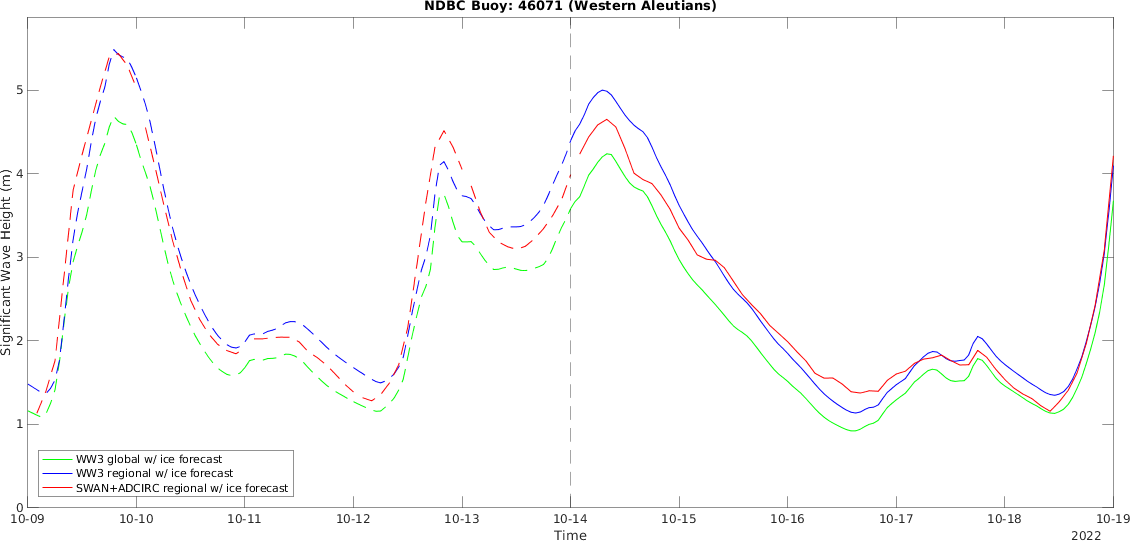 NDBC Buoy: 46071 (Western Aleutians)
Significant Wave Height (m)
5
4
3
2
1
0
WW3 global w/ ice forecast
WW3 regional w/ ice forecast
SWAN+ADCIRC regional w/ ice forecast
10-09 10-10 10-11 10-12 10-13 10-14 10-15 10-16 10-17 10-18 10-19
Time
2022